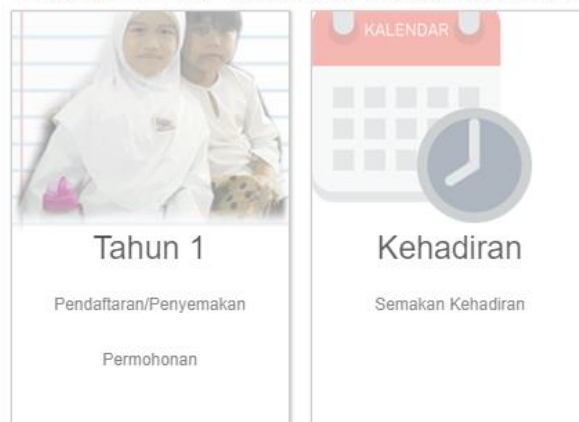 KALENDAR
Tahun 1
Kehadiran
Pendaftaran/Penyemakan
Semakan Kehadiran
Permohonan